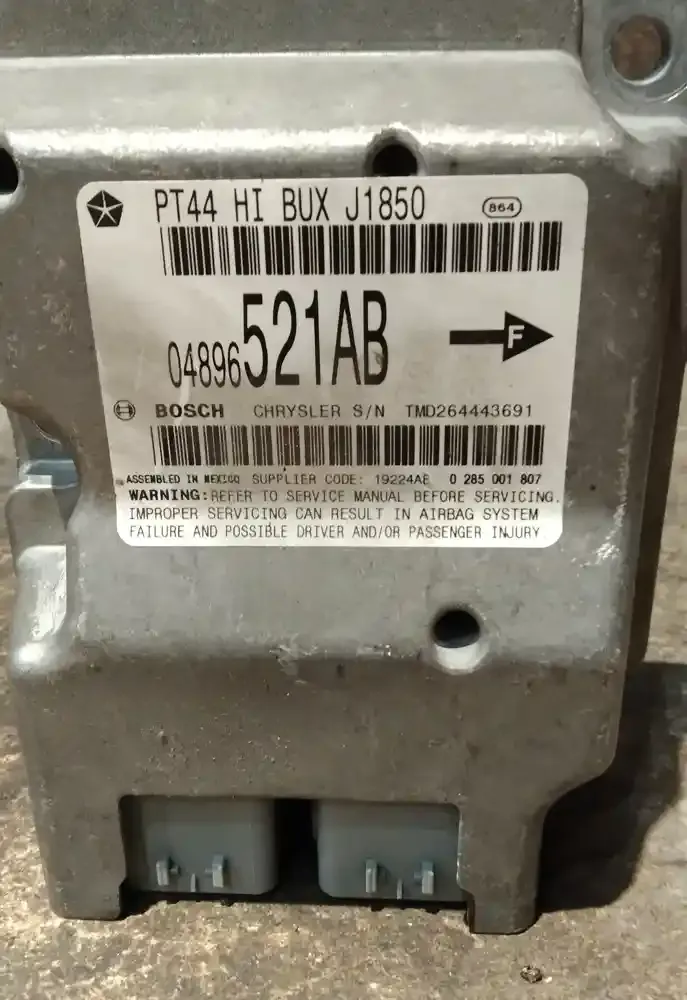 PT44 HI BUX J1850 864
04896521AB
F
BOSCH CHRYSLER S/N TMD264443691
ASSEMBLED IN MEXICO SUPPLIER CODE: 19224AE 0 285 001 807
WARNING: REFER TO SERVICE MANUAL BEFORE SERVICING.
IMPROPER SERVICING CAN RESULT IN AIRBAG SYSTEM
FAILURE AND POSSIBLE DRIVER AND/OR PASSENGER INJURY